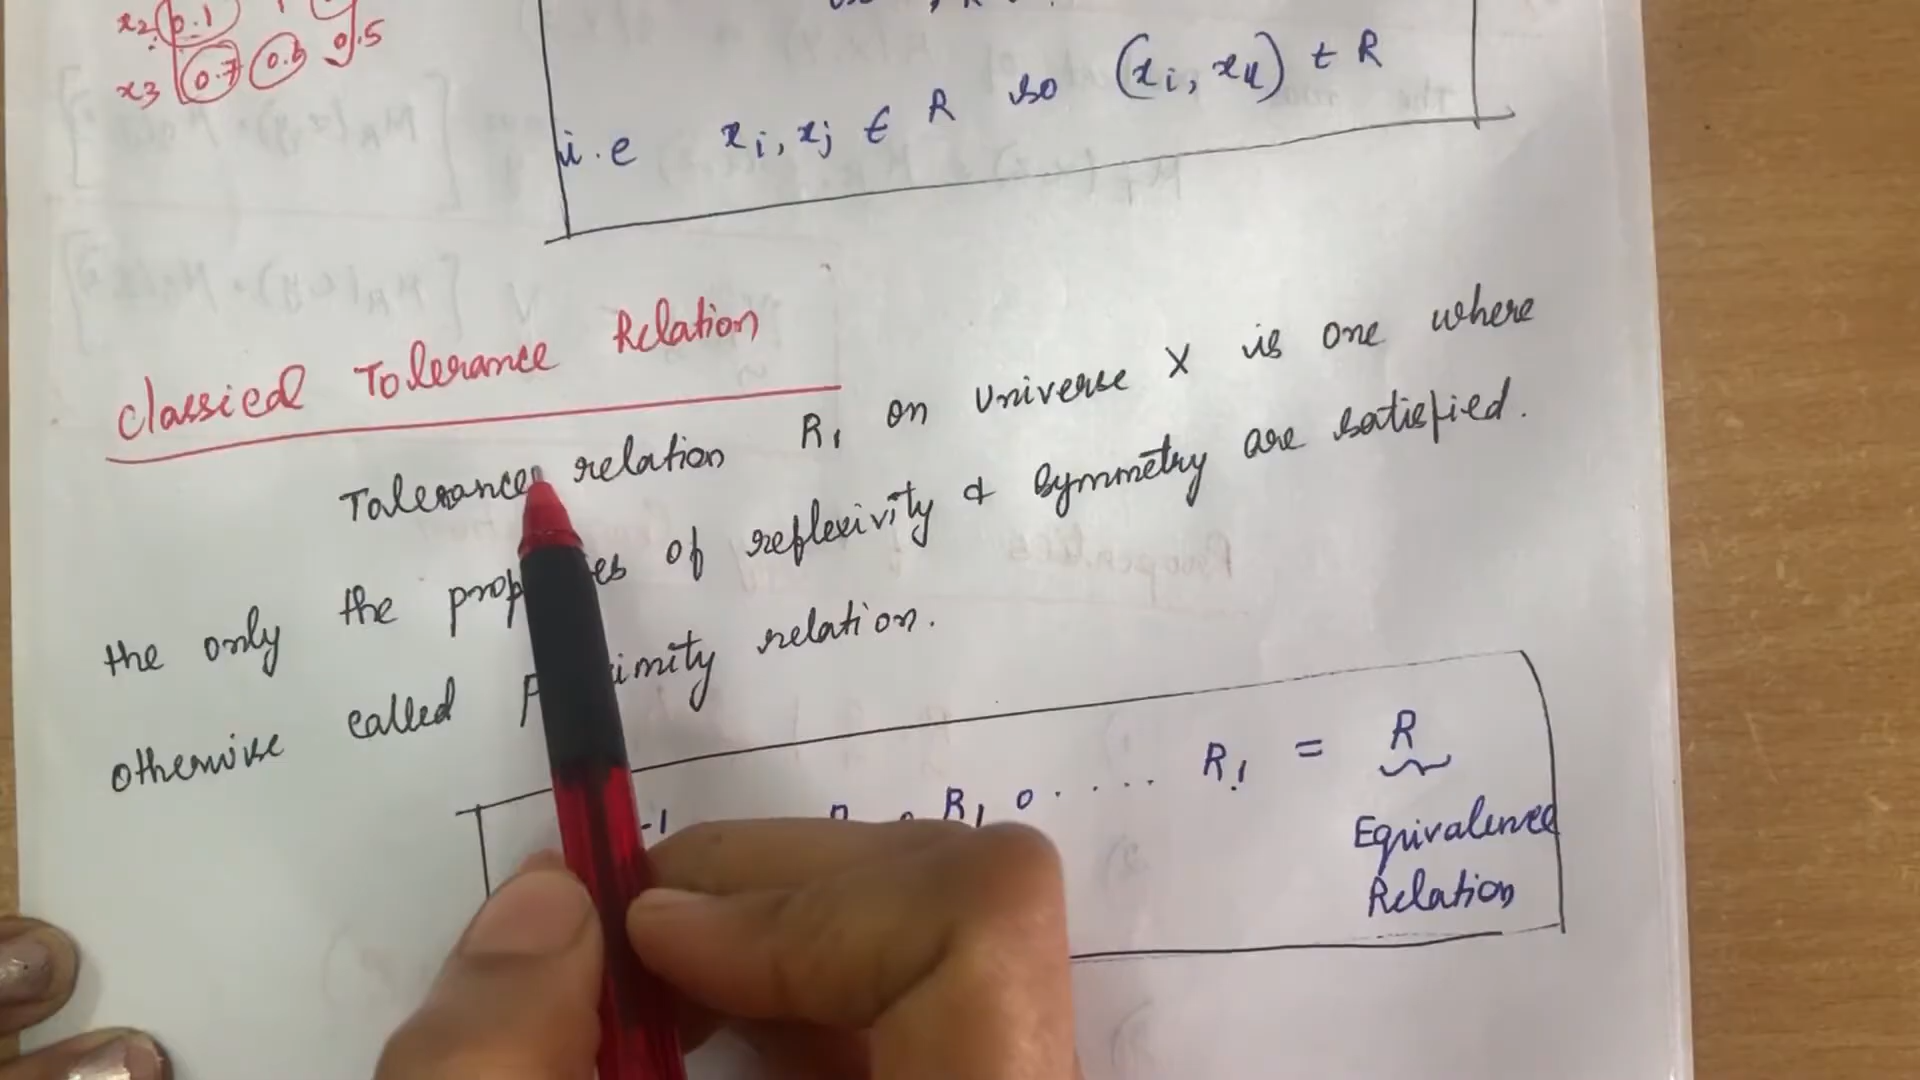 x2 0.1
x3 0.7 0.6 0.5
i.e xi, xj ∈ R so (xi, xk) ∈ R
Classical Tolerance Relation
Tolerance relation R1 on Universe X is one where
the only the of reflexivity & Symmetry are satisfied.
otherwise called relation.
-1 R1 o .... R1 = R
Equivalence
Relation